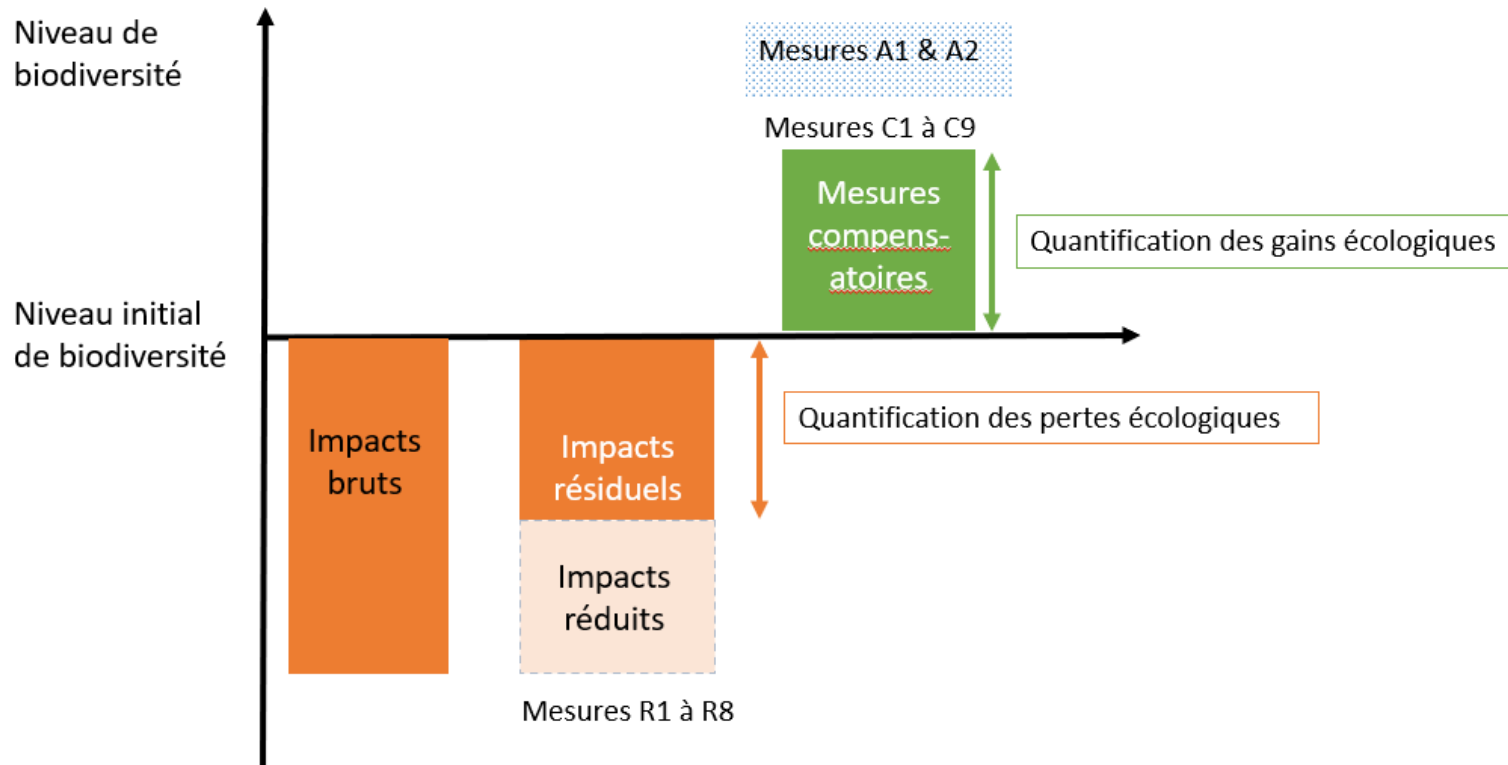 Niveau de
biodiversité
Mesures A1 & A2
Mesures C1 à C9
Mesures
compens-
atoires
Quantification des gains écologiques
Niveau initial
de biodiversité
Quantification des pertes écologiques
Impacts
bruts
Impacts
résiduels
Impacts
réduits
Mesures R1 à R8